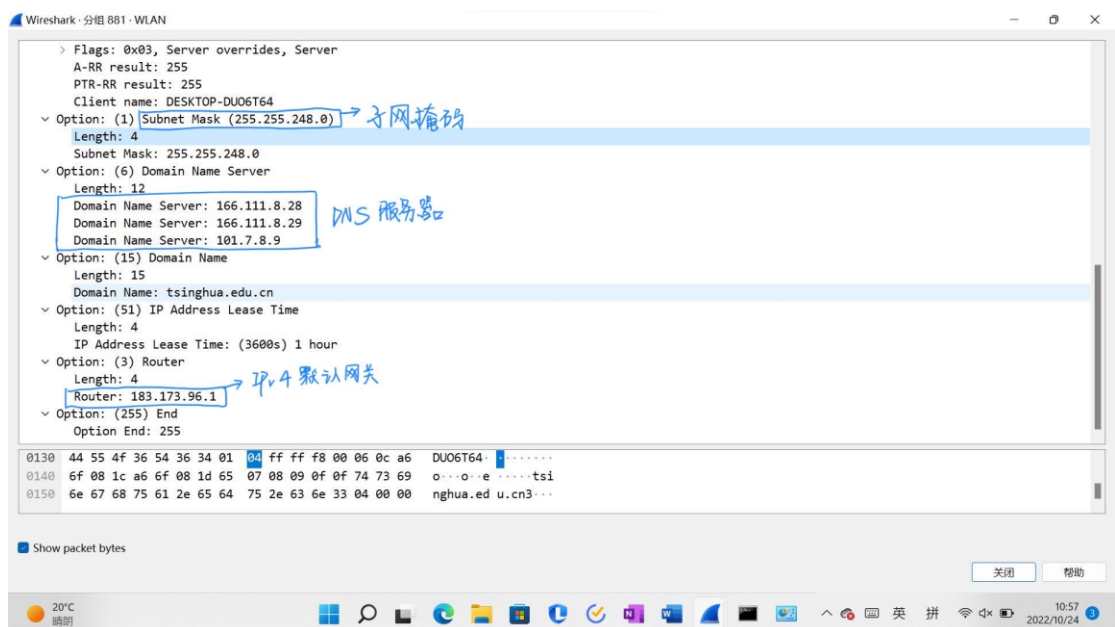 Wireshark · 分组 881 · WLAN
Flags: 0x03, Server overrides, Server
A-RR result: 255
PTR-RR result: 255
Client name: DESKTOP-DUO6T64
Option: (1) Subnet Mask (255.255.248.0) 子网掩码
Length: 4
Subnet Mask: 255.255.248.0
Option: (6) Domain Name Server
Length: 12
Domain Name Server: 166.111.8.28
Domain Name Server: 166.111.8.29 DNS 服务器
Domain Name Server: 101.7.8.9
Option: (15) Domain Name
Length: 15
Domain Name: tsinghua.edu.cn
Option: (51) IP Address Lease Time
Length: 4
IP Address Lease Time: (3600s) 1 hour
Option: (3) Router
Length: 4 IPv4 默认网关
Router: 183.173.96.1
Option: (255) End
Option End: 255
0130 44 55 4f 36 54 36 34 01 04 ff ff f8 00 06 0c a6 DUO6T64· ········
0140 6f 08 1c a6 6f 08 1d 65 07 08 09 0f 0f 74 73 69 o···o··e ·····tsi
0150 6e 67 68 75 61 2e 65 64 75 2e 63 6e 33 04 00 00 nghua.ed u.cn3···
Show packet bytes
关闭 帮助
20°C
晴朗
英 拼
10:57
2022/10/24 3